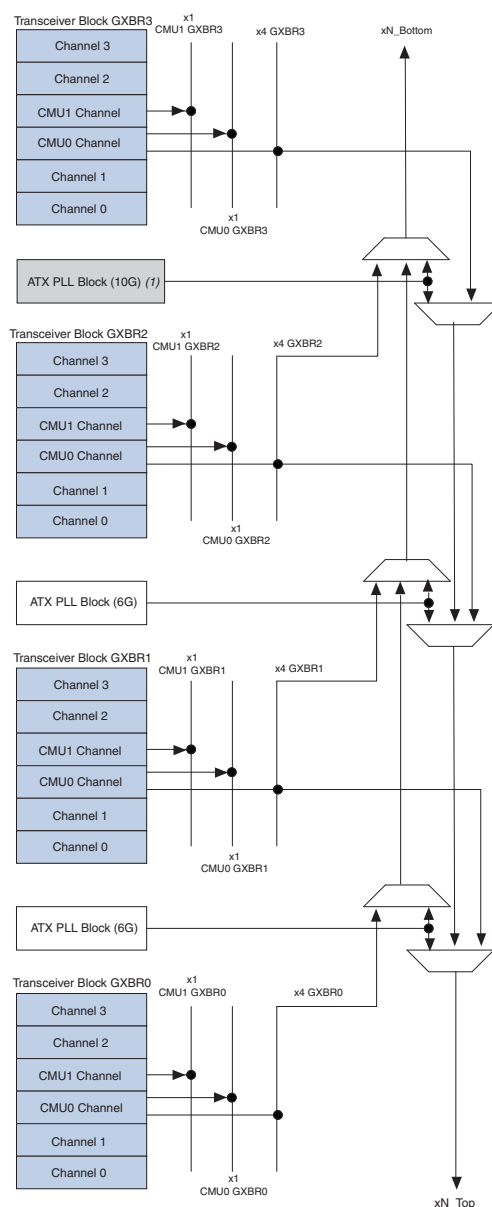 Transceiver Block GXBR3
x1
CMU1 GXBR3
x4 GXBR3
xN_Bottom
Channel 3
Channel 2
CMU1 Channel
CMU0 Channel
Channel 1
Channel 0
x1
CMU0 GXBR3
ATX PLL Block (10G) (1)
Transceiver Block GXBR2
x1
CMU1 GXBR2
x4 GXBR2
Channel 3
Channel 2
CMU1 Channel
CMU0 Channel
Channel 1
Channel 0
x1
CMU0 GXBR2
ATX PLL Block (6G)
Transceiver Block GXBR1
x1
CMU1 GXBR1
x4 GXBR1
Channel 3
Channel 2
CMU1 Channel
CMU0 Channel
Channel 1
Channel 0
x1
CMU0 GXBR1
ATX PLL Block (6G)
Transceiver Block GXBR0
x1
CMU1 GXBR0
x4 GXBR0
Channel 3
Channel 2
CMU1 Channel
CMU0 Channel
Channel 1
Channel 0
x1
CMU0 GXBR0
xN_Top